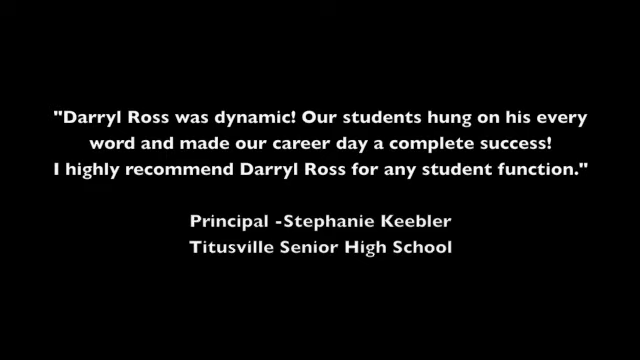 "Darryl Ross was dynamic! Our students hung on his every
word and made our career day a complete success!
I highly recommend Darryl Ross for any student function."
Principal -Stephanie Keebler
Titusville Senior High School